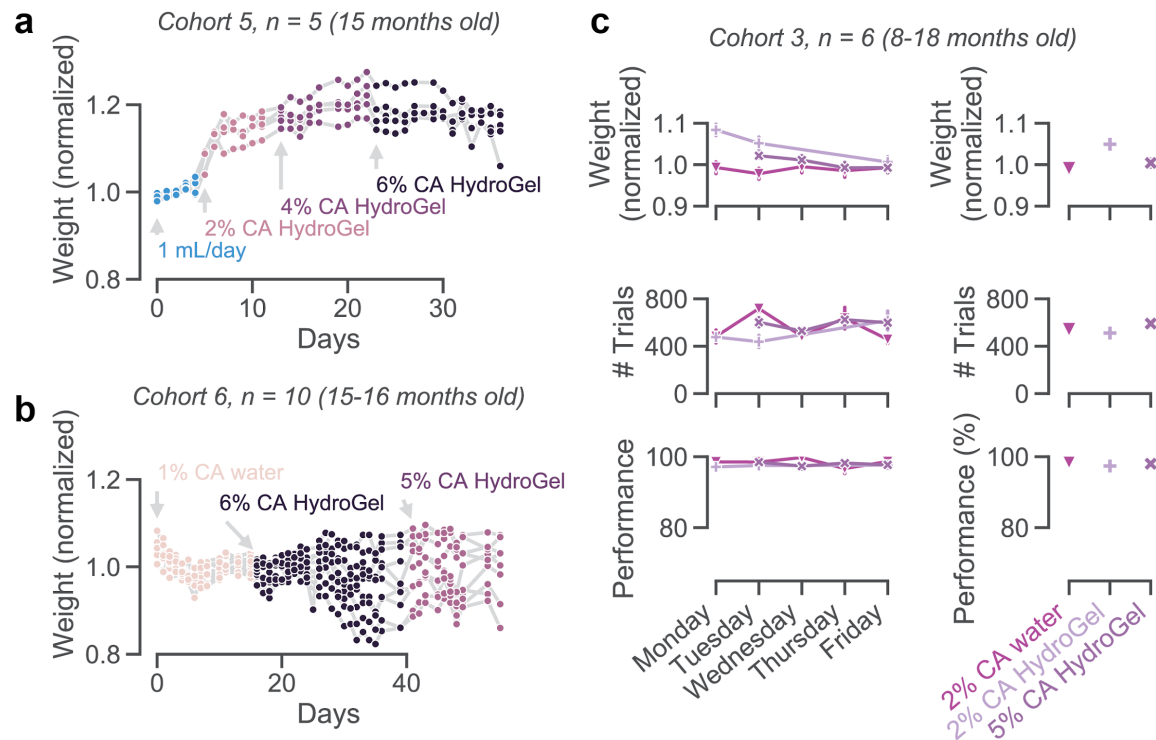 a
Cohort 5, n = 5 (15 months old)
Weight (normalized)
1.2
1.0
0.8
6% CA HydroGel
4% CA HydroGel
2% CA HydroGel
1 mL/day
0
10
20
30
Days
b
Cohort 6, n = 10 (15-16 months old)
Weight (normalized)
1.2
1.0
0.8
1% CA water
6% CA HydroGel
5% CA HydroGel
0
20
40
Days
c
Cohort 3, n = 6 (8-18 months old)
Weight
(normalized)
1.1
1.0
0.9
Weight
(normalized)
1.1
1.0
0.9
# Trials
800
400
0
# Trials
800
400
0
Performance
100
80
Performance (%)
100
80
Monday
Tuesday
Wednesday
Thursday
Friday
2% CA water
2% CA HydroGel
5% CA HydroGel